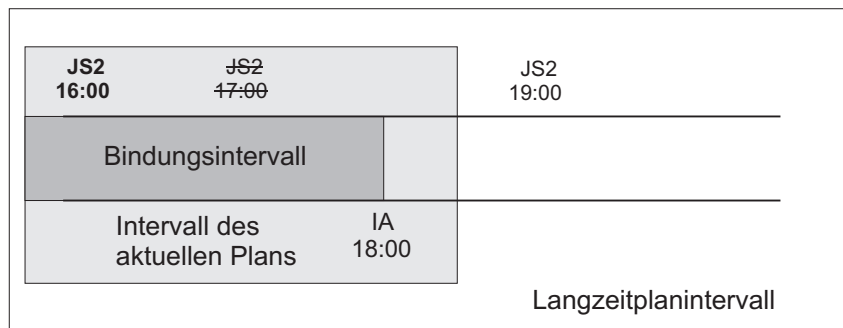 JS2 JS2 JS2
16:00 17:00 19:00
Bindungsintervall
Intervall des IA
aktuellen Plans 18:00
Langzeitplanintervall